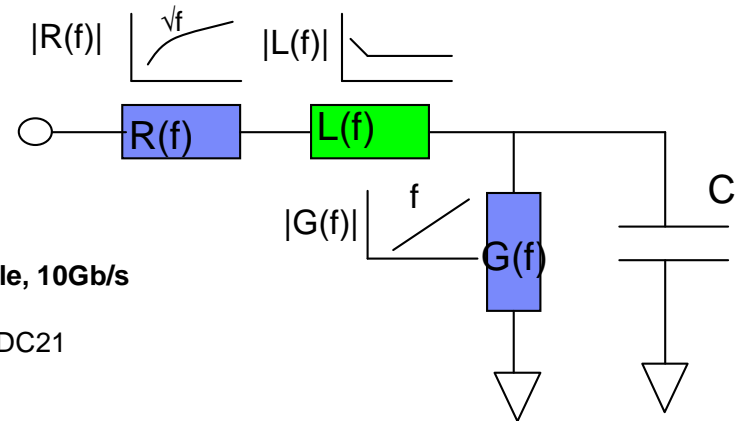 √f
|R(f)|
|L(f)|
R(f)
L(f)
C
f
|G(f)|
G(f)
le, 10Gb/s
DC21